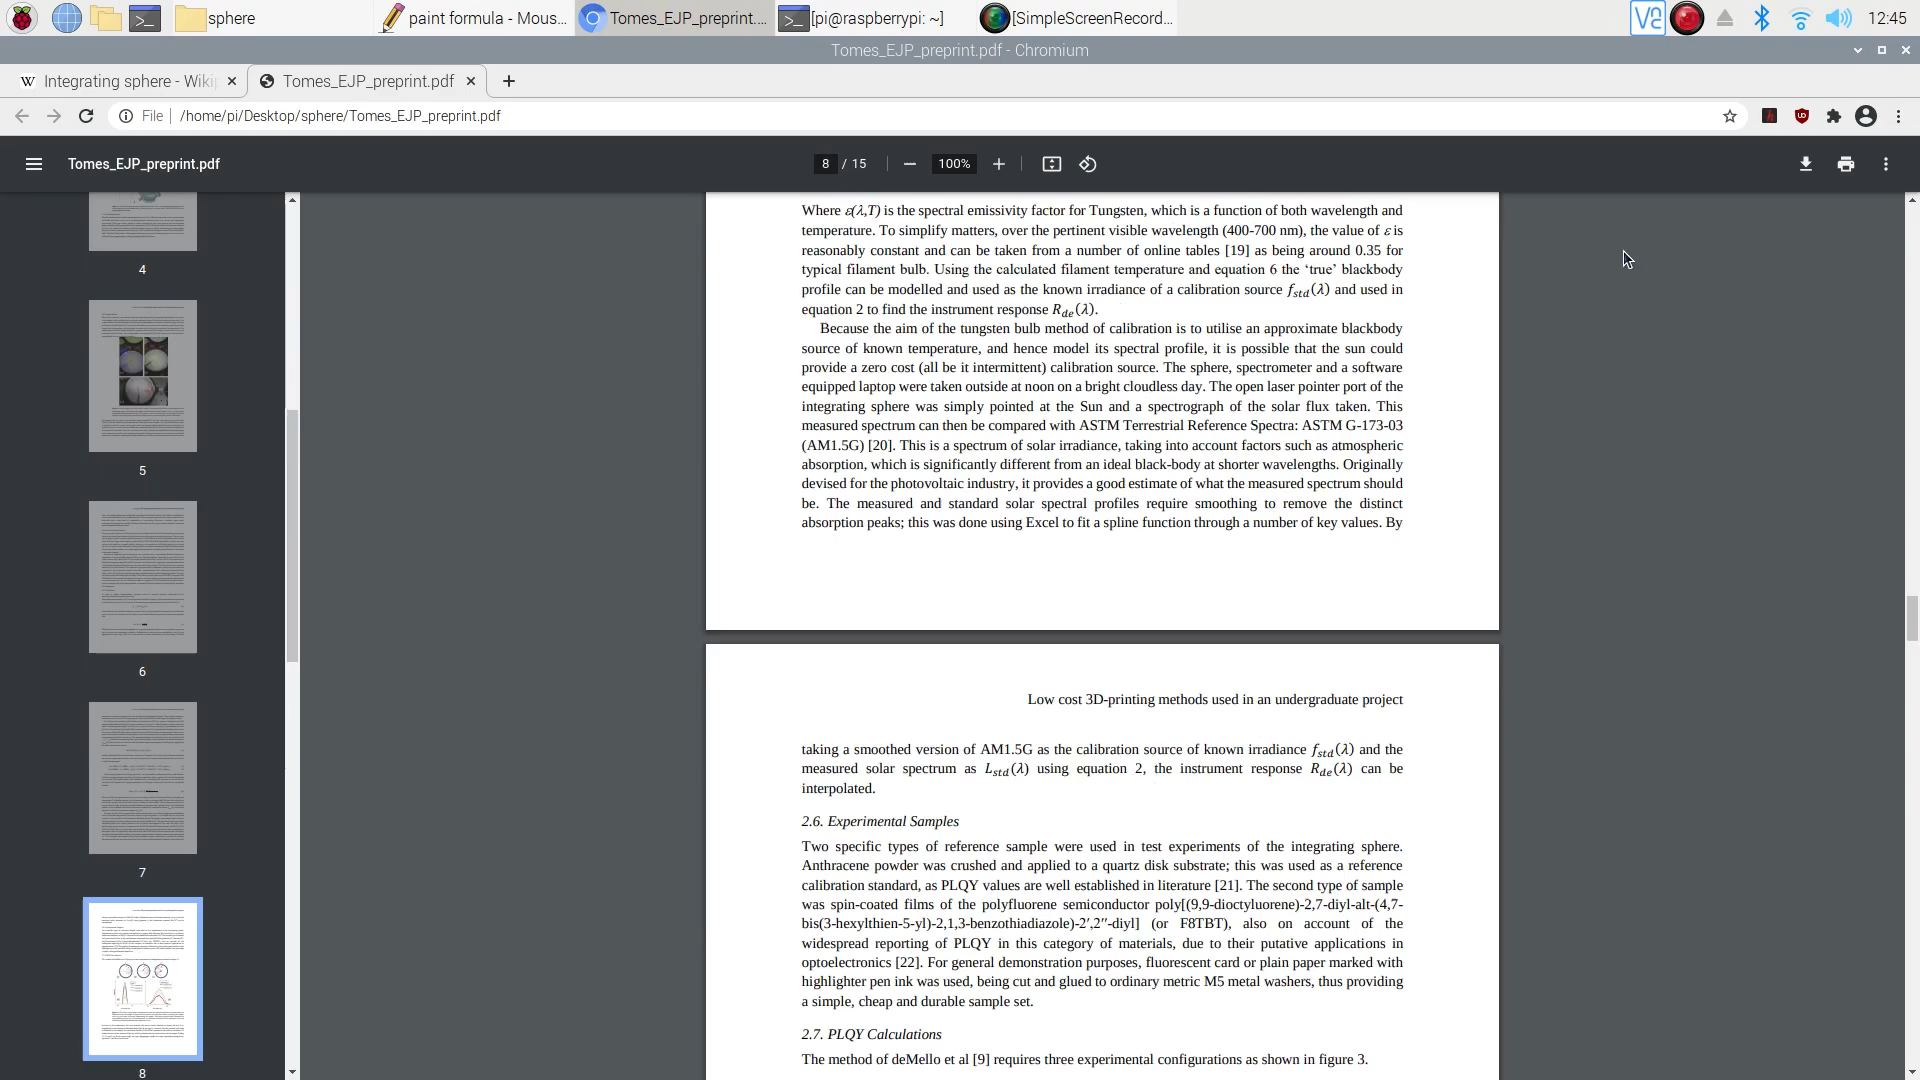 sphere
paint formula - Mous...
Tomes_EJP_preprint....
[pi@raspberrypi: ~]
[SimpleScreenRecord...
12:45
Tomes_EJP_preprint.pdf - Chromium
Integrating sphere - Wiki
Tomes_EJP_preprint.pdf
File | /home/pi/Desktop/sphere/Tomes_EJP_preprint.pdf
Tomes_EJP_preprint.pdf
8 / 15
100%
4
5
6
7
8
Where ε(λ,T) is the spectral emissivity factor for Tungsten, which is a function of both wavelength and
temperature. To simplify matters, over the pertinent visible wavelength (400-700 nm), the value of ε is
reasonably constant and can be taken from a number of online tables [19] as being around 0.35 for
typical filament bulb. Using the calculated filament temperature and equation 6 the ‘true’ blackbody
profile can be modelled and used as the known irradiance of a calibration source f_std(λ) and used in
equation 2 to find the instrument response R_de(λ).
Because the aim of the tungsten bulb method of calibration is to utilise an approximate blackbody
source of known temperature, and hence model its spectral profile, it is possible that the sun could
provide a zero cost (all be it intermittent) calibration source. The sphere, spectrometer and a software
equipped laptop were taken outside at noon on a bright cloudless day. The open laser pointer port of the
integrating sphere was simply pointed at the Sun and a spectrograph of the solar flux taken. This
measured spectrum can then be compared with ASTM Terrestrial Reference Spectra: ASTM G-173-03
(AM1.5G) [20]. This is a spectrum of solar irradiance, taking into account factors such as atmospheric
absorption, which is significantly different from an ideal black-body at shorter wavelengths. Originally
devised for the photovoltaic industry, it provides a good estimate of what the measured spectrum should
be. The measured and standard solar spectral profiles require smoothing to remove the distinct
absorption peaks; this was done using Excel to fit a spline function through a number of key values. By
Low cost 3D-printing methods used in an undergraduate project
taking a smoothed version of AM1.5G as the calibration source of known irradiance f_std(λ) and the
measured solar spectrum as L_std(λ) using equation 2, the instrument response R_de(λ) can be
interpolated.
2.6. Experimental Samples
Two specific types of reference sample were used in test experiments of the integrating sphere.
Anthracene powder was crushed and applied to a quartz disk substrate; this was used as a reference
calibration standard, as PLQY values are well established in literature [21]. The second type of sample
was spin-coated films of the polyfluorene semiconductor poly[(9,9-dioctyluorene)-2,7-diyl-alt-(4,7-
bis(3-hexylthien-5-yl)-2,1,3-benzothiadiazole)-2′,2″-diyl] (or F8TBT), also on account of the
widespread reporting of PLQY in this category of materials, due to their putative applications in
optoelectronics [22]. For general demonstration purposes, fluorescent card or plain paper marked with
highlighter pen ink was used, being cut and glued to ordinary metric M5 metal washers, thus providing
a simple, cheap and durable sample set.
2.7. PLQY Calculations
The method of deMello et al [9] requires three experimental configurations as shown in figure 3.